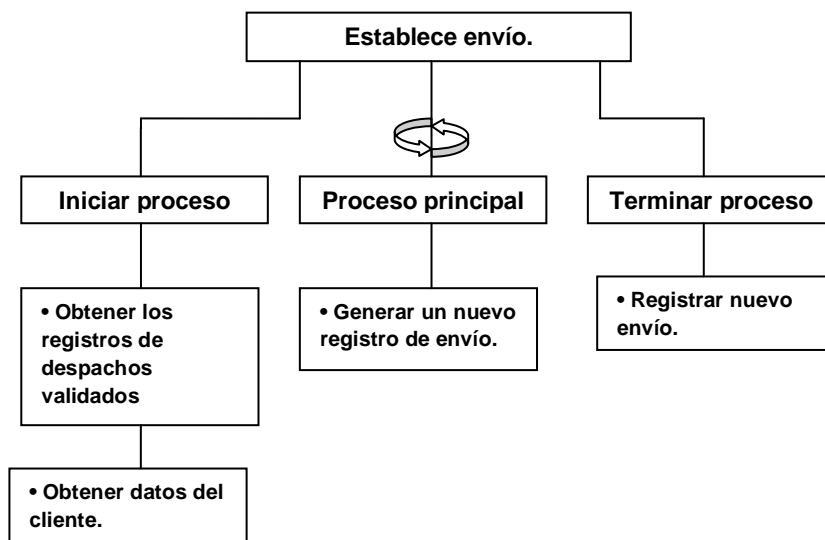 Establece envío.
Iniciar proceso
Proceso principal
Terminar proceso
• Obtener los
registros de
despachos
validados
• Generar un nuevo
registro de envío.
• Registrar nuevo
envío.
• Obtener datos del
cliente.